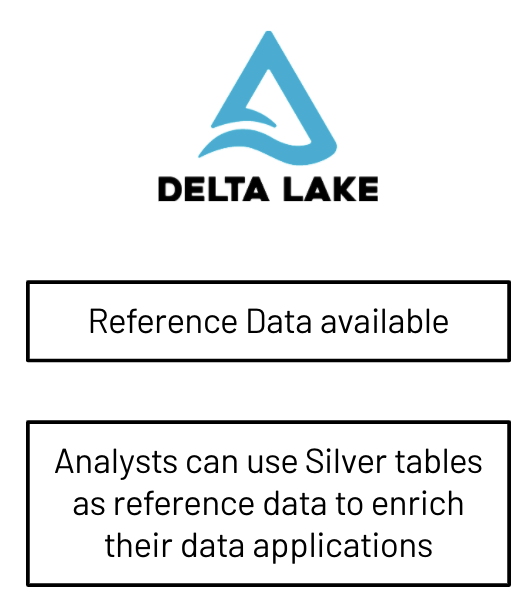 DELTA LAKE
Reference Data available
Analysts can use Silver tables
as reference data to enrich
their data applications